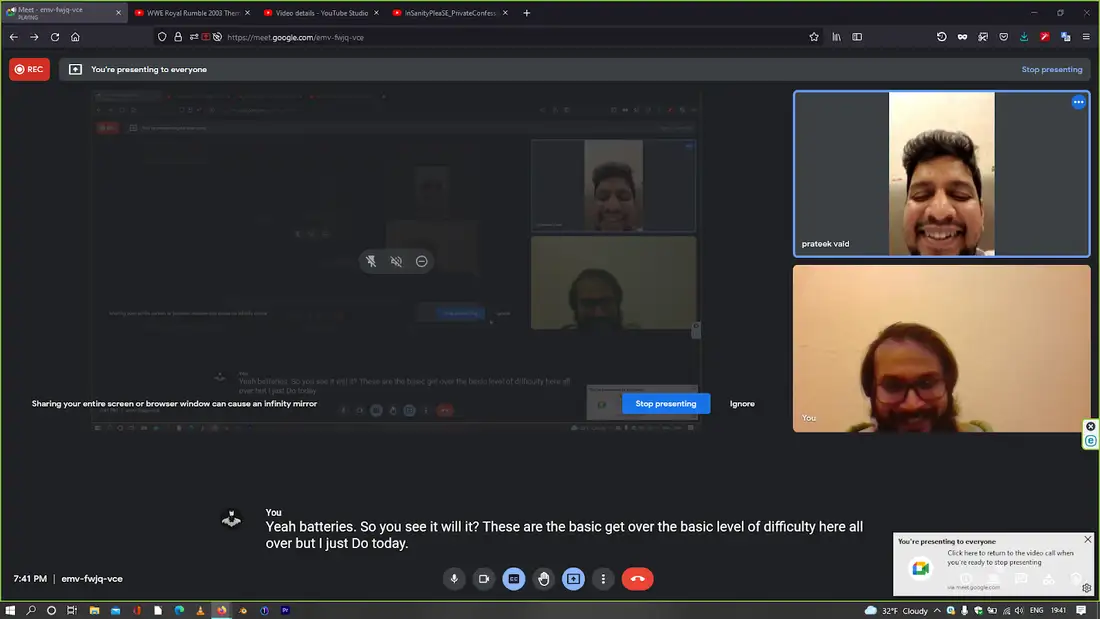 Meet - emv-fwjq-vce
PLAYING
WWE Royal Rumble 2003 Them
Video details - YouTube Studio
InSanityPleaSE_PrivateConfess
https://meet.google.com/emv-fwjq-vce
REC
You're presenting to everyone
Stop presenting
prateek vaid
You
Sharing your entire screen or browser window can cause an infinity mirror
Stop presenting
Ignore
You
Yeah batteries. So you see it will it? These are the basic get over the basic level of difficulty here all
over but I just Do today.
You're presenting to everyone
Click here to return to the video call when
you're ready to stop presenting
via meet.google.com
7:41 PM | emv-fwjq-vce
32°F Cloudy
ENG
19:41